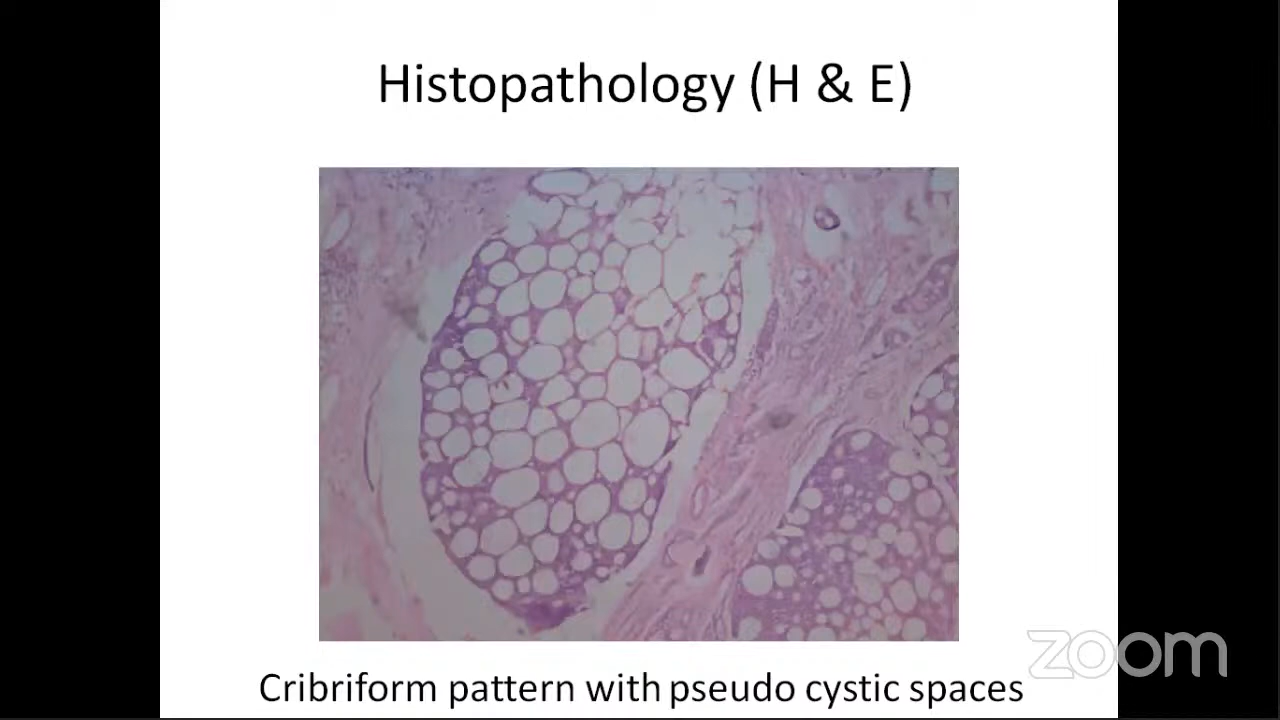 Histopathology (H & E)
Cribriform pattern with pseudo cystic spaces
zoom